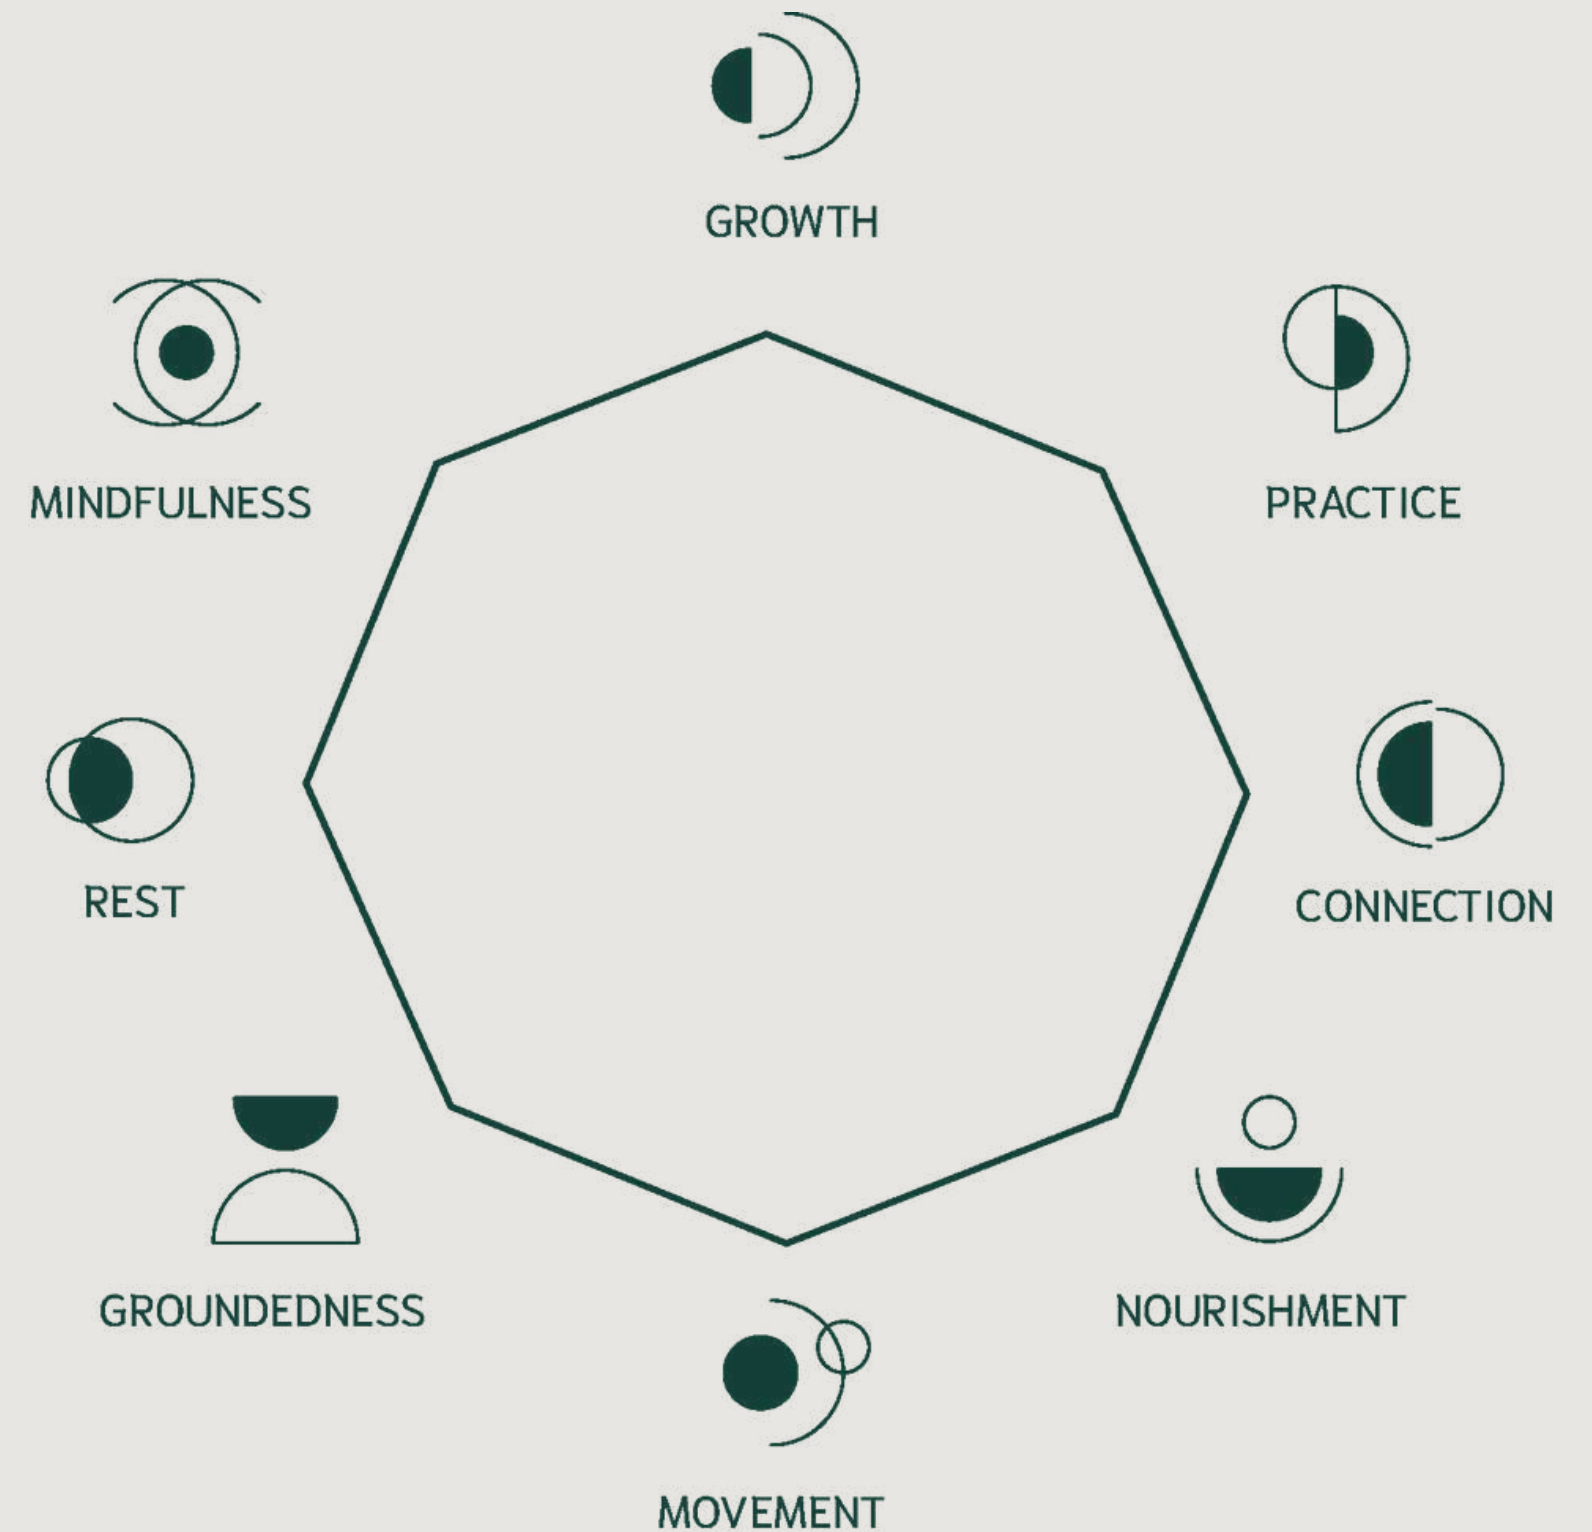 GROWTH
MINDFULNESS
PRACTICE
REST
CONNECTION
GROUNDEDNESS
NOURISHMENT
MOVEMENT